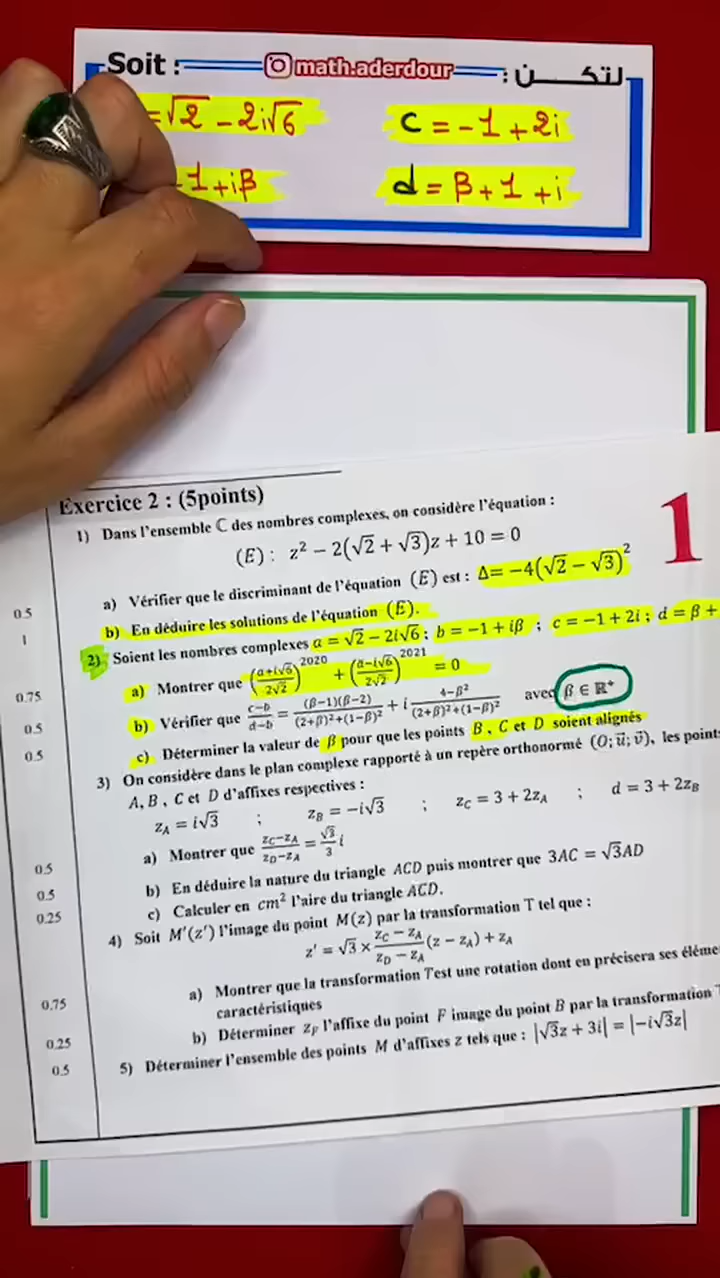 Soit : math.aderdour لتكن :
=√2 - 2i√6 c = -1 + 2i
-1+iβ d = β + 1 + i
Exercice 2 : (5points)
1) Dans l'ensemble ℂ des nombres complexes, on considère l'équation :
(E) : z² − 2(√2 + √3)z + 10 = 0
1
0.5 a) Vérifier que le discriminant de l'équation (E) est : Δ= −4(√2 − √3)²
1 b) En déduire les solutions de l'équation (E).
2) Soient les nombres complexes a = √2 − 2i√6 ; b = −1 + iβ ; c = −1 + 2i ; d = β +
0.75 a) Montrer que ((a+i√6)/(2√2))^2020 + ((a−i√6)/(2√2))^2021 = 0
0.5 b) Vérifier que (c−b)/(d−b) = ((β−1)(β−2))/((2+β)²+(1−β)²) + i (4−β²)/((2+β)²+(1−β)²) avec β ∈ ℝ⁺
0.5 c) Déterminer la valeur de β pour que les points B , C et D soient alignés
3) On considère dans le plan complexe rapporté à un repère orthonormé (O; u⃗; v⃗), les point
A, B , C et D d'affixes respectives :
z_A = i√3 ; z_B = −i√3 ; z_C = 3 + 2z_A ; d = 3 + 2z_B
0.5 a) Montrer que (z_C−z_A)/(z_D−z_A) = (√3/3)i
0.5 b) En déduire la nature du triangle ACD puis montrer que 3AC = √3AD
0.25 c) Calculer en cm² l'aire du triangle ACD.
4) Soit M′(z′) l'image du point M(z) par la transformation T tel que :
z′ = √3 × (z_C − z_A)/(z_D − z_A) (z − z_A) + z_A
0.75 a) Montrer que la transformation Test une rotation dont en précisera ses éléme
caractéristiques
0.25 b) Déterminer z_F l'affixe du point F image du point B par la transformation T
0.5 5) Déterminer l'ensemble des points M d'affixes z tels que : |√3z + 3i| = |−i√3z|